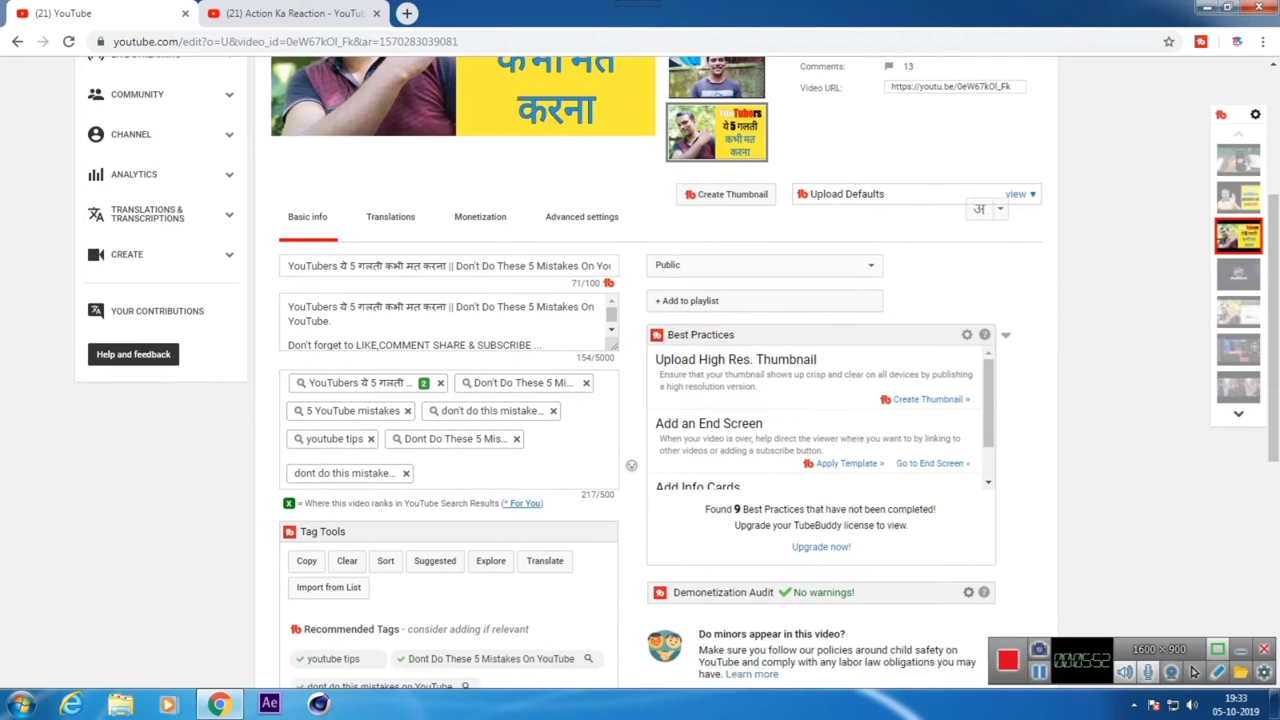 (21) YouTube
(21) Action Ka Reaction - YouTu
youtube.com/edit?o=U&video_id=0eW67kOl_Fk&ar=1570283039081
COMMUNITY
CHANNEL
ANALYTICS
TRANSLATIONS &
TRANSCRIPTIONS
CREATE
YOUR CONTRIBUTIONS
Help and feedback
कभी मत
करना
YouTubers
ये 5 गलती
कभी मत
करना
Comments: 13
Video URL: https://youtu.be/0eW67kOl_Fk
Create Thumbnail
Upload Defaults view
अ
Basic info Translations Monetization Advanced settings
YouTubers ये 5 गलती कभी मत करना || Don't Do These 5 Mistakes On You
71/100
YouTubers ये 5 गलती कभी मत करना || Don't Do These 5 Mistakes On
YouTube.
Don't forget to LIKE,COMMENT SHARE & SUBSCRIBE ...
154/5000
YouTubers ये 5 गलती ... 2 Don't Do These 5 Mi...
5 YouTube mistakes don't do this mistake...
youtube tips Dont Do These 5 Mis...
dont do this mistake...
217/500
X = Where this video ranks in YouTube Search Results (* For You)
Tag Tools
Copy Clear Sort Suggested Explore Translate
Import from List
Recommended Tags - consider adding if relevant
youtube tips Dont Do These 5 Mistakes On YouTube
dont do this mistakes on YouTube
Public
+ Add to playlist
Best Practices
Upload High Res. Thumbnail
Ensure that your thumbnail shows up crisp and clear on all devices by publishing
a high resolution version.
Create Thumbnail »
Add an End Screen
When your video is over, help direct the viewer where you want to by linking to
other videos or adding a subscribe button.
Apply Template » Go to End Screen »
Add Info Cards
Found 9 Best Practices that have not been completed!
Upgrade your TubeBuddy license to view.
Upgrade now!
Demonetization Audit No warnings!
Do minors appear in this video?
Make sure you follow our policies around child safety on
YouTube and comply with any labor law obligations you may
have. Learn more
00:05:52
1600 × 900
Ae
19:33
05-10-2019